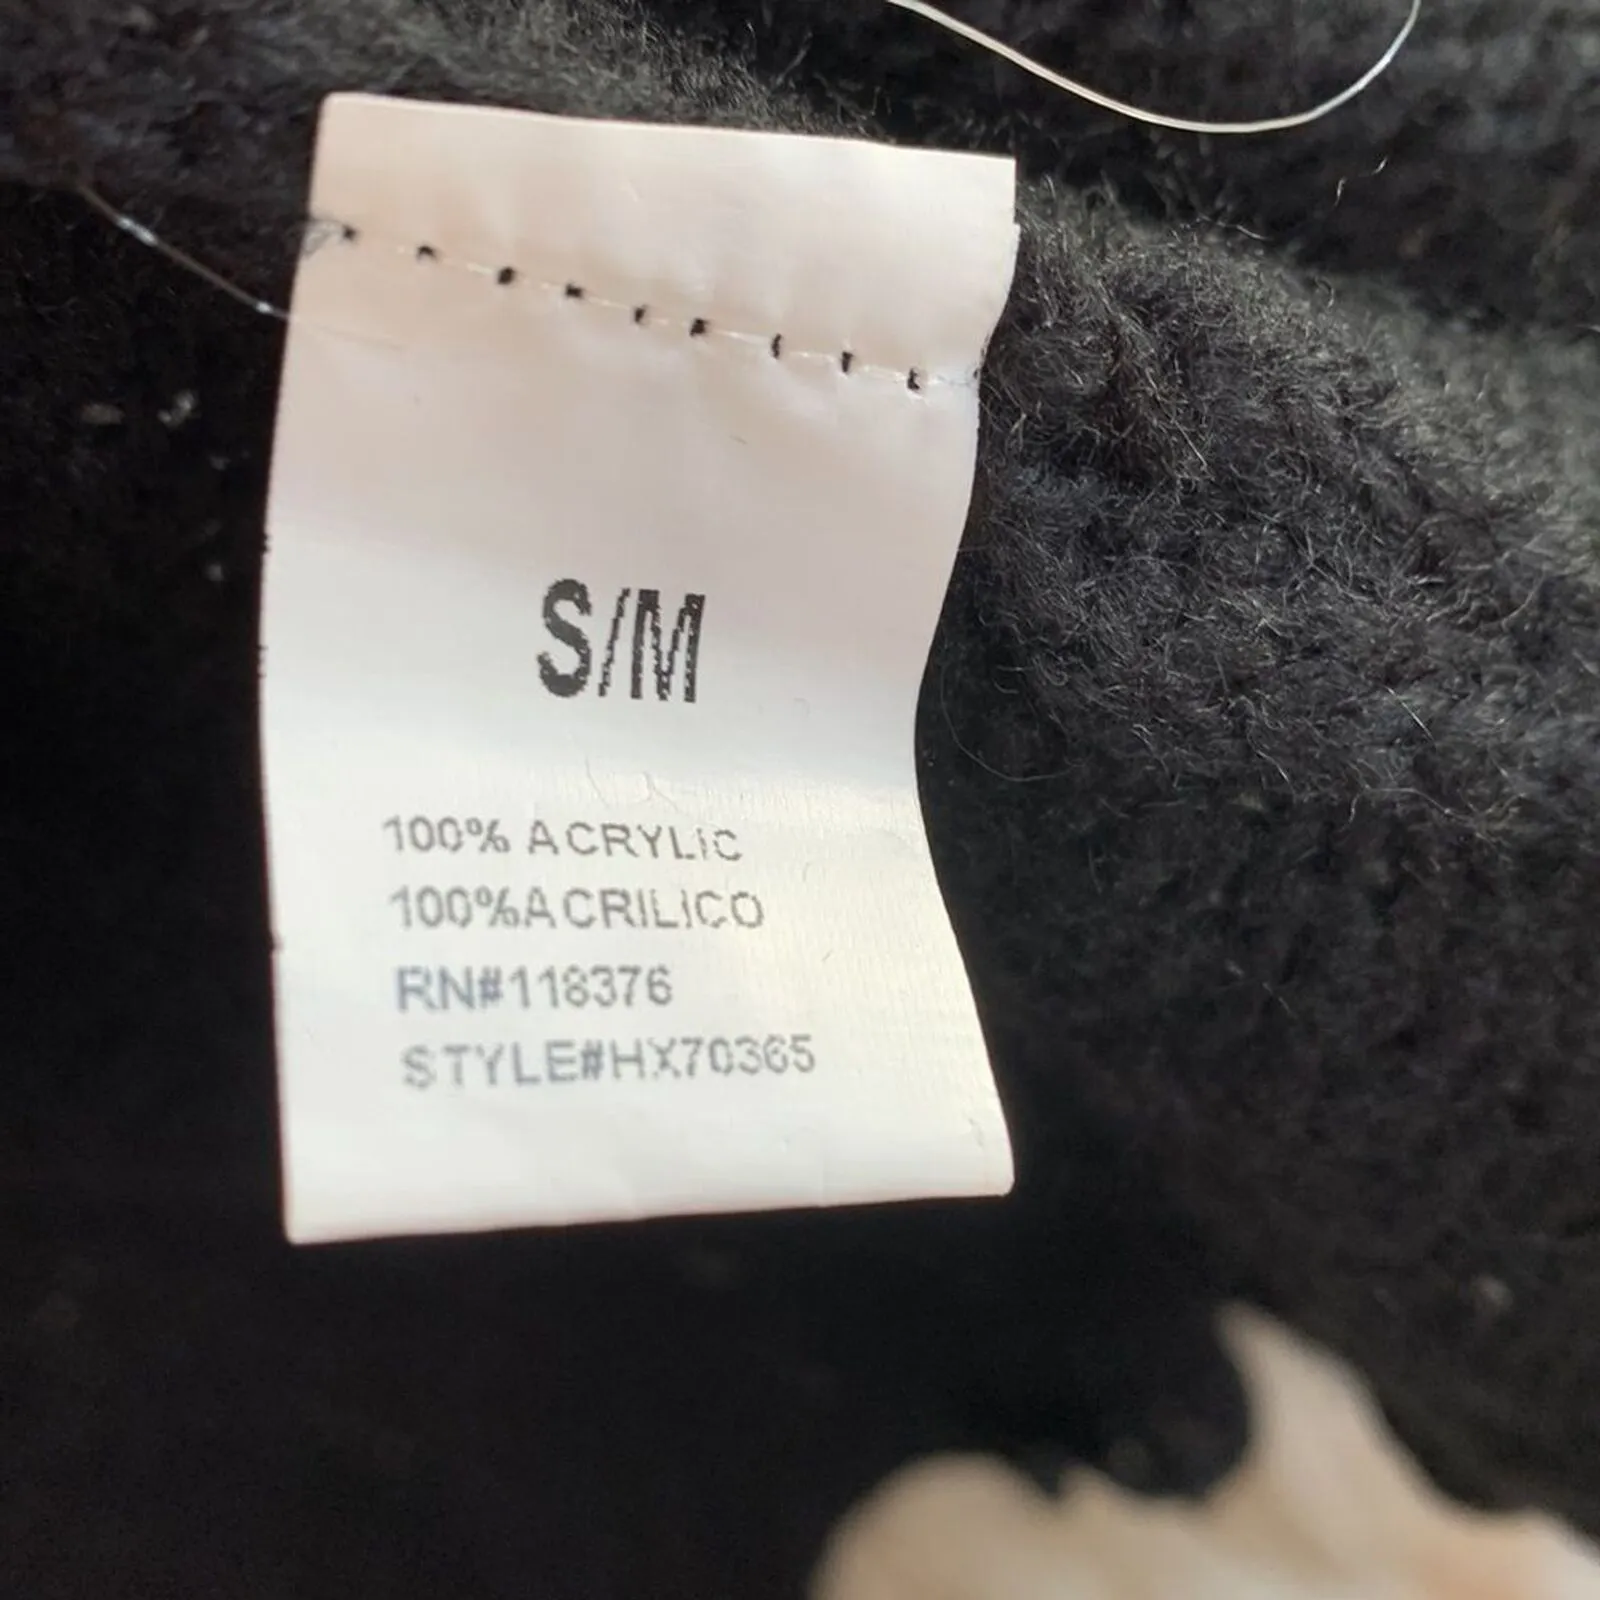 S/M
100% ACRYLIC
100%ACRILICO
RN#118376
STYLE#HX70365